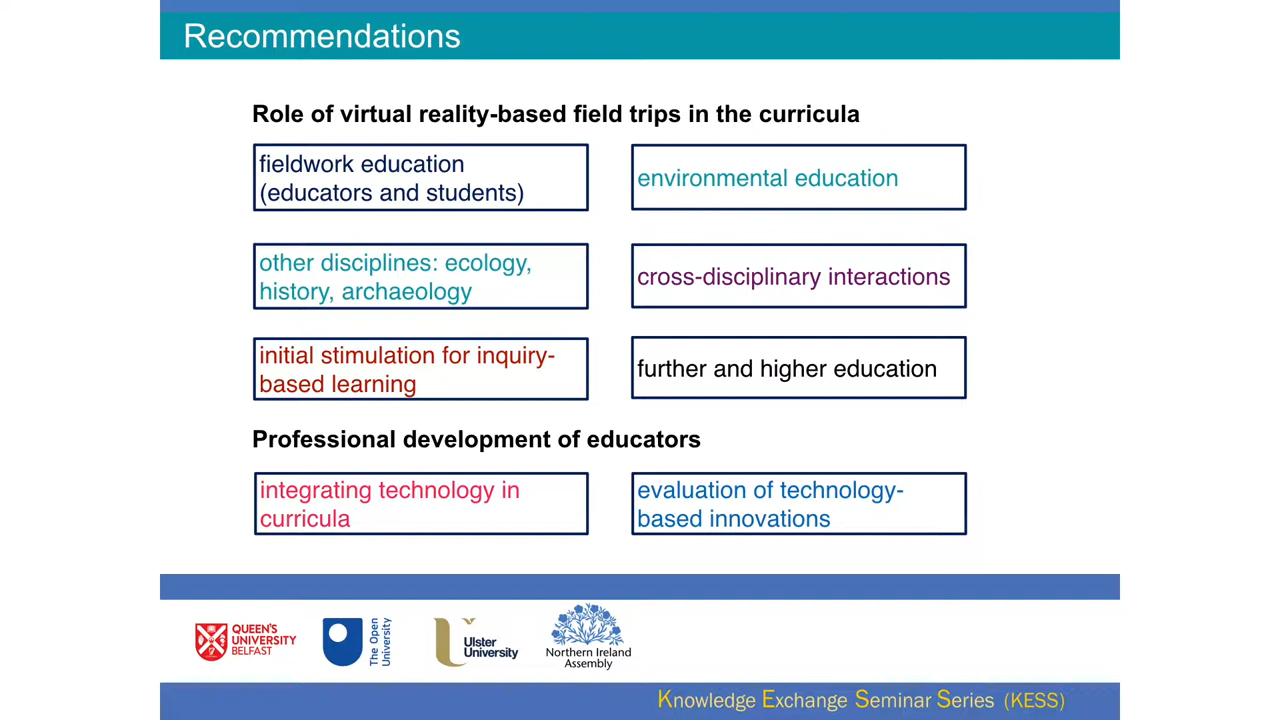 Recommendations
Role of virtual reality-based field trips in the curricula
fieldwork education
(educators and students)
environmental education
other disciplines: ecology,
history, archaeology
cross-disciplinary interactions
initial stimulation for inquiry-
based learning
further and higher education
Professional development of educators
integrating technology in
curricula
evaluation of technology-
based innovations
QUEEN'S
UNIVERSITY
BELFAST
The Open
University
Ulster
University
Northern Ireland
Assembly
Knowledge Exchange Seminar Series (KESS)